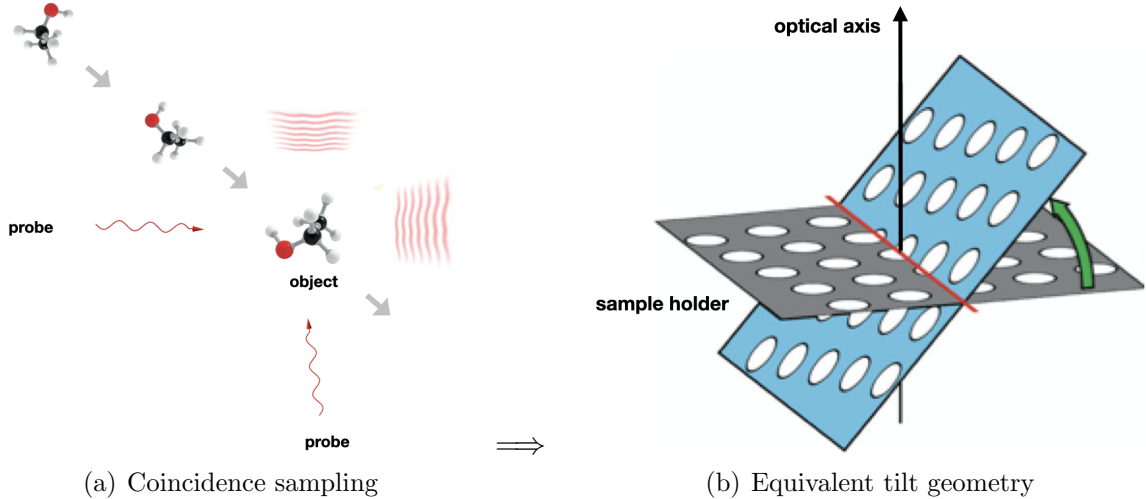 optical axis
probe
object
sample holder
probe
⟹
(a) Coincidence sampling
(b) Equivalent tilt geometry